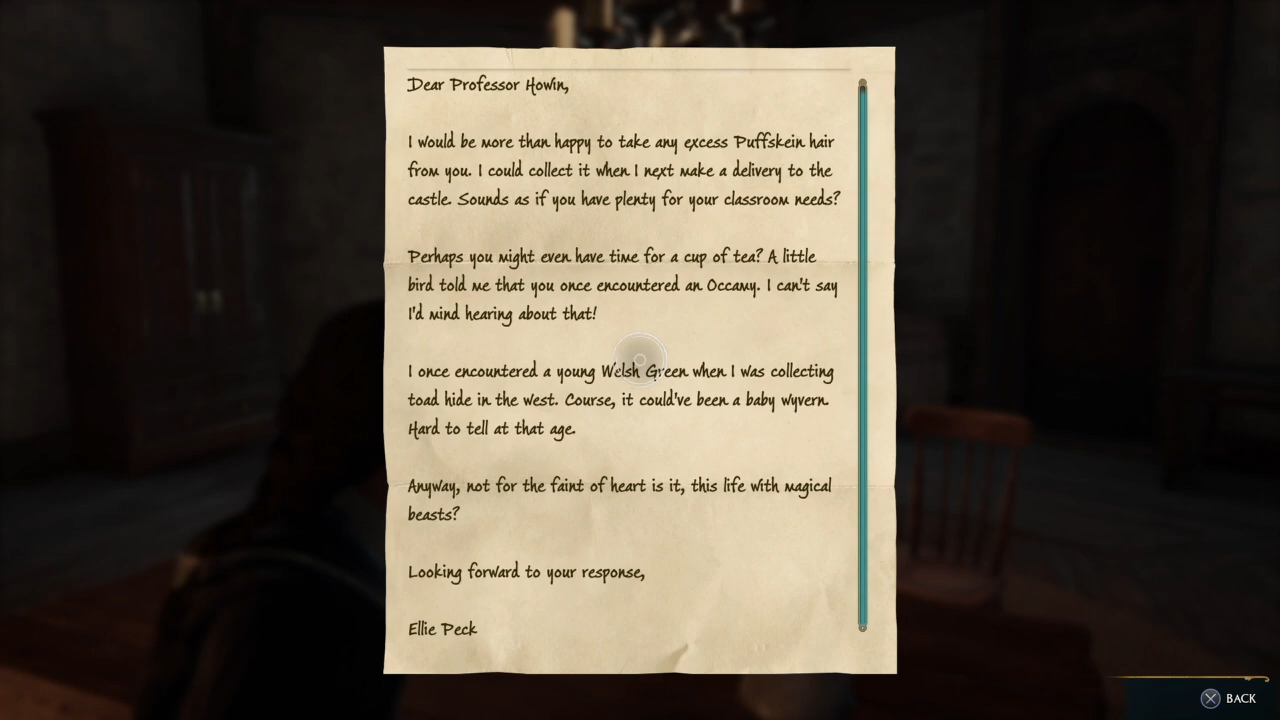 Dear Professor Howin,
I would be more than happy to take any excess Puffskein hair
from you. I could collect it when I next make a delivery to the
castle. Sounds as if you have plenty for your classroom needs?
Perhaps you might even have time for a cup of tea? A little
bird told me that you once encountered an Occamy. I can't say
I'd mind hearing about that!
I once encountered a young Welsh Green when I was collecting
toad hide in the west. Course, it could've been a baby wyvern.
Hard to tell at that age.
Anyway, not for the faint of heart is it, this life with magical
beasts?
Looking forward to your response,
Ellie Peck
BACK